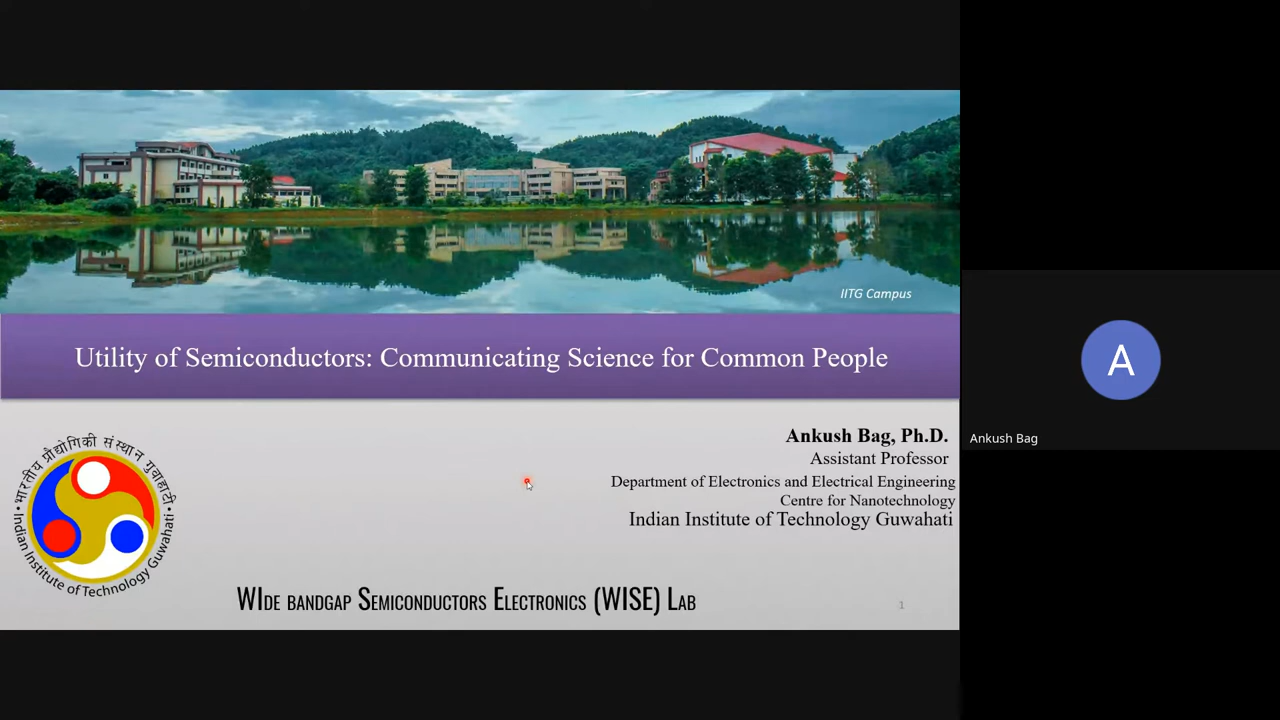 IITG Campus
Utility of Semiconductors: Communicating Science for Common People
Ankush Bag, Ph.D.
Assistant Professor
Department of Electronics and Electrical Engineering
Centre for Nanotechnology
Indian Institute of Technology Guwahati
भारतीय प्रौद्योगिकी संस्थान गुवाहाटी
Indian Institute of Technology Guwahati
WIDE BANDGAP SEMICONDUCTORS ELECTRONICS (WISE) LAB
1
A
Ankush Bag